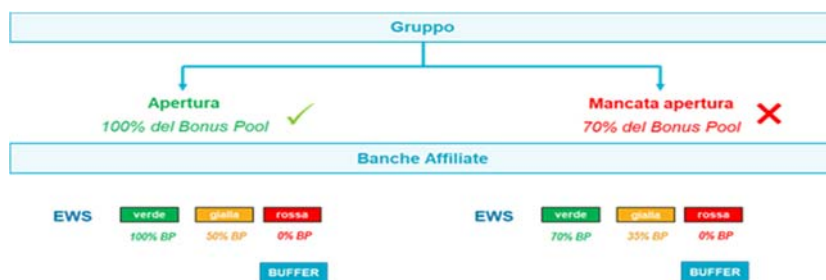 Gruppo
Apertura
100% del Bonus Pool
Mancata apertura
70% del Bonus Pool
Banche Affiliate
EWS verde gialla rossa
100% BP 50% BP 0% BP
BUFFER
EWS verde gialla rossa
70% BP 35% BP 0% BP
BUFFER